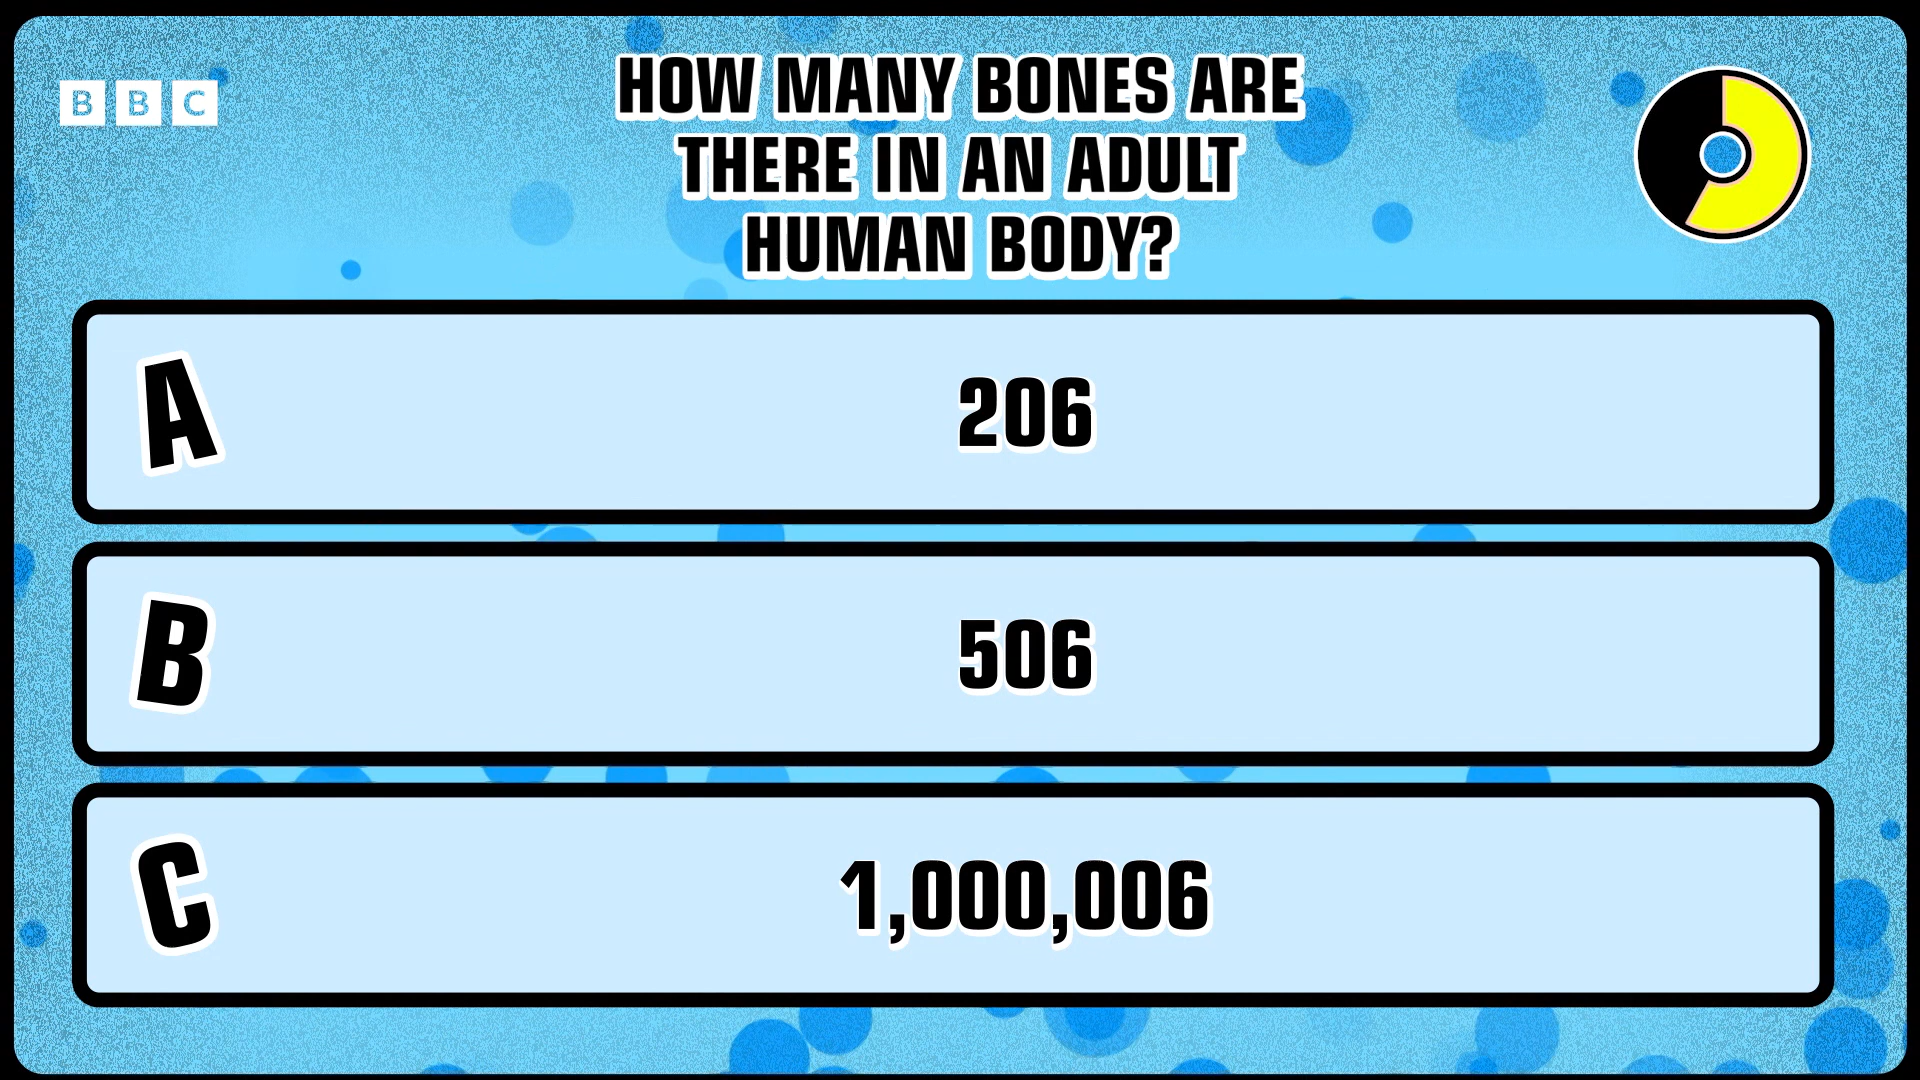 BBC
HOW MANY BONES ARE
THERE IN AN ADULT
HUMAN BODY?
A 206
B 506
C 1,000,006